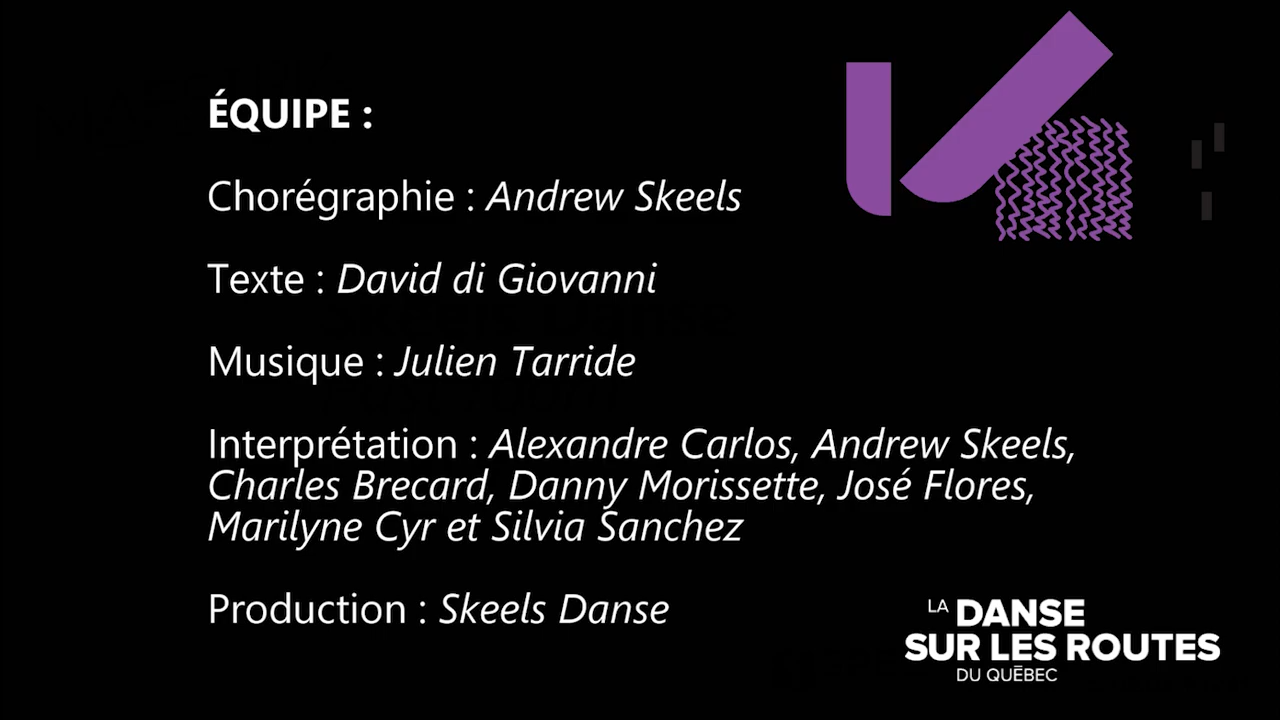 ÉQUIPE :
Chorégraphie : Andrew Skeels
Texte : David di Giovanni
Musique : Julien Tarride
Interprétation : Alexandre Carlos, Andrew Skeels,
Charles Brecard, Danny Morissette, José Flores,
Marilyne Cyr et Silvia Sanchez
Production : Skeels Danse
LA DANSE
SUR LES ROUTES
DU QUÉBEC